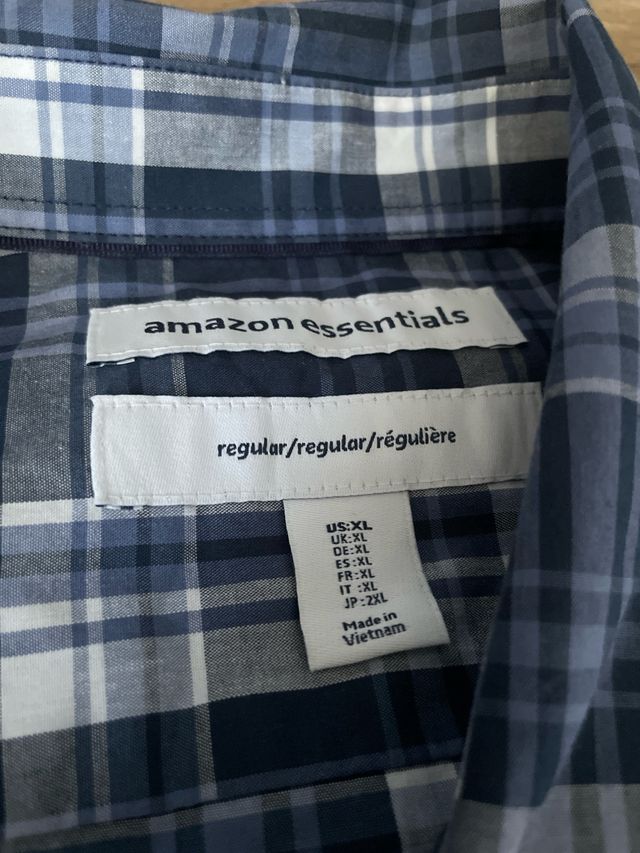 amazon essentials
regular/regular/régulière
US:XL
UK:XL
DE:XL
ES:XL
FR:XL
IT :XL
JP:2XL
Made in
Vietnam